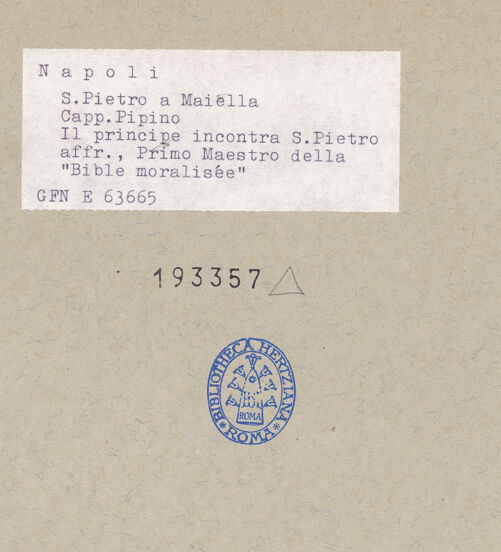 N a p o l i
S.Pietro a Maiella
Capp.Pipino
Il principe incontra S.Pietro
affr., Primo Maestro della
"Bible moralisée"
GFN E 63665
193357
BIBLIOTHECA HERTZIANA
ROMA
* ROMA *